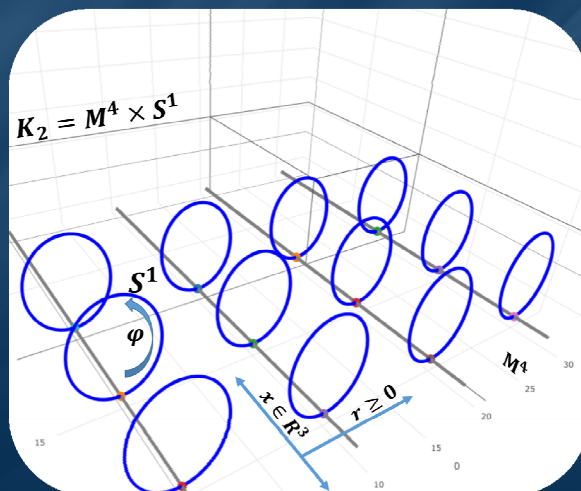 K₂ = M⁴ × S¹
S¹
φ
x ∈ R³
r ≥ 0
M⁴
30
25
20
15
15
0
10